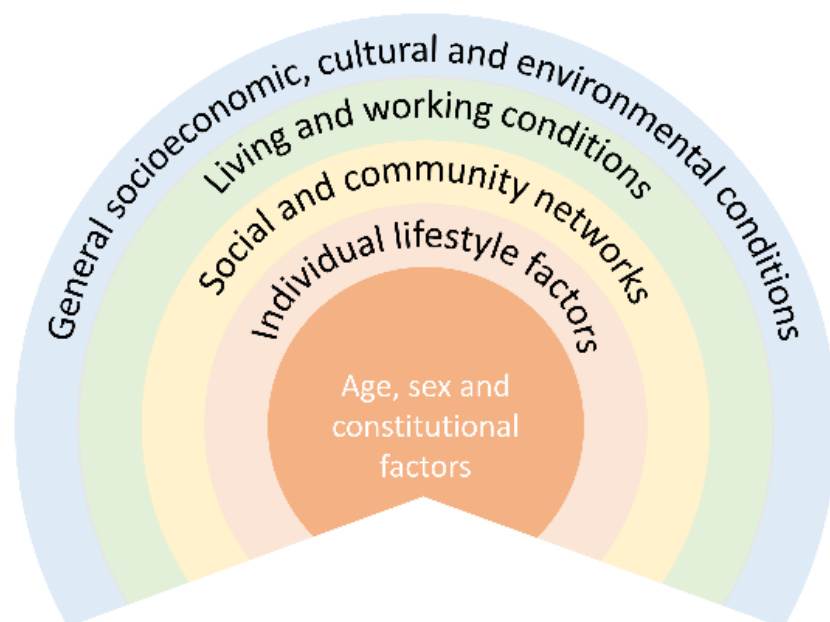 General socioeconomic, cultural and environmental conditions
Living and working conditions
Social and community networks
Individual lifestyle factors
Age, sex and
constitutional
factors